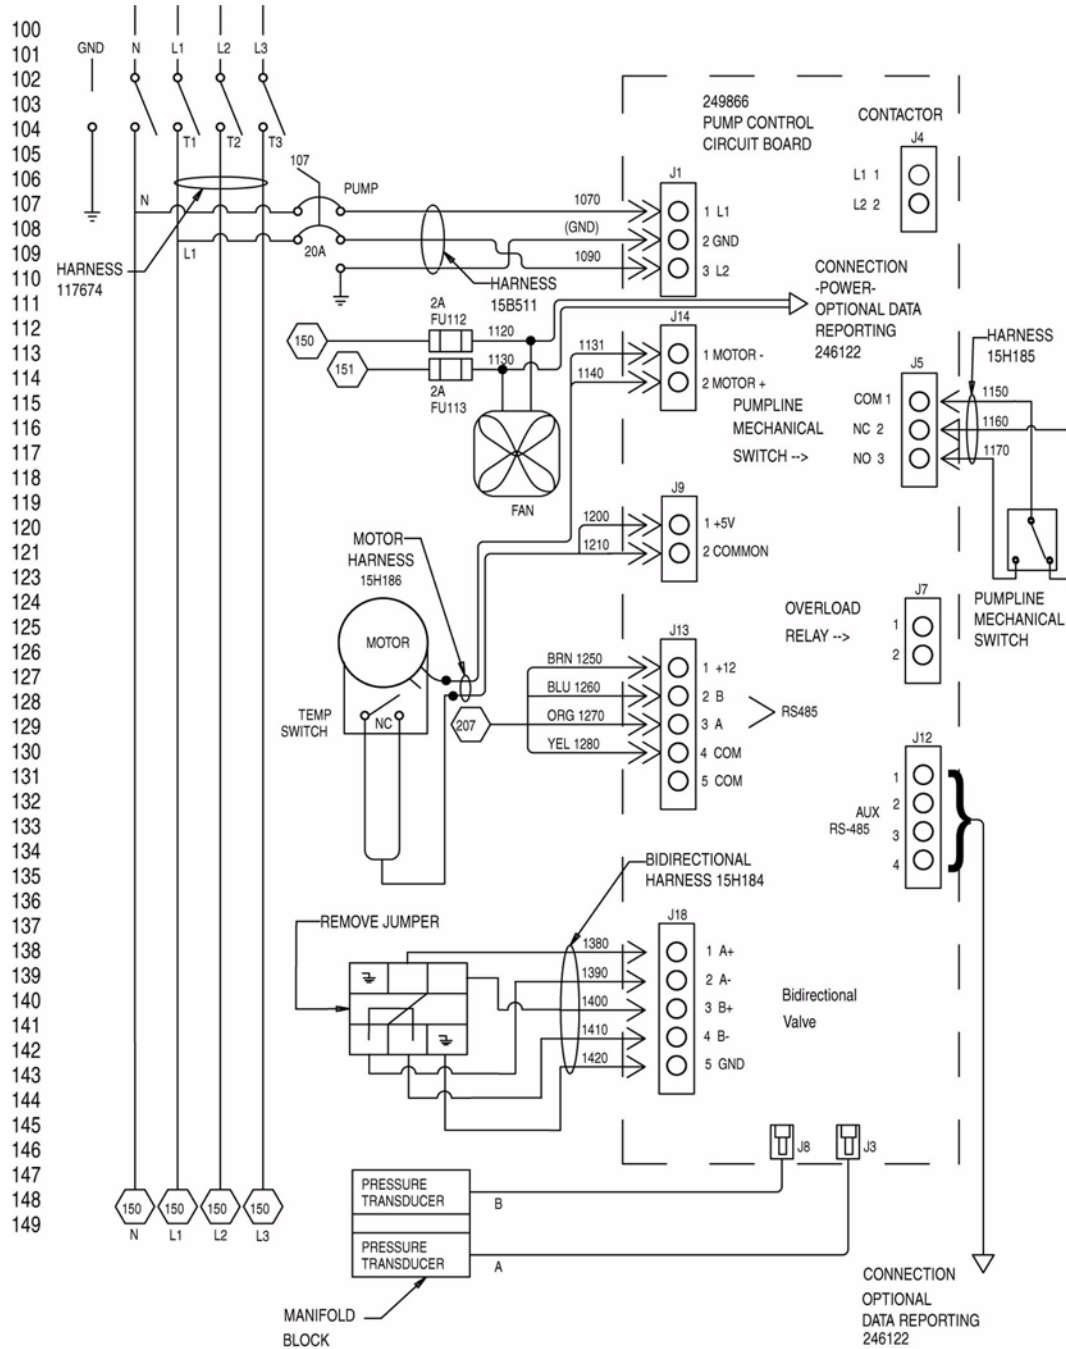 100
101
102
103
104
105
106
107
108
109
110
111
112
113
114
115
116
117
118
119
120
121
123
124
125
126
127
128
129
130
131
132
133
134
135
136
137
138
139
140
141
142
143
144
145
146
147
148
149
GND
N
L1
L2
L3
T1
T2
T3
107
PUMP
N
L1
20A
HARNESS
117674
1070
(GND)
1090
HARNESS
15B511
249866
PUMP CONTROL
CIRCUIT BOARD
CONTACTOR
J4
L1 1
L2 2
J1
1 L1
2 GND
3 L2
CONNECTION
-POWER-
OPTIONAL DATA
REPORTING
246122
150
2A
FU112
1120
151
1130
2A
FU113
FAN
J14
1131
1 MOTOR -
1140
2 MOTOR +
PUMPLINE
MECHANICAL
SWITCH -->
J5
COM 1
NC 2
NO 3
HARNESS
15H185
1150
1160
1170
PUMPLINE
MECHANICAL
SWITCH
J9
1200
1 +5V
1210
2 COMMON
MOTOR
HARNESS
15H186
MOTOR
TEMP
SWITCH
NC
207
OVERLOAD
RELAY -->
J7
1
2
J13
BRN 1250
1 +12
BLU 1260
2 B
ORG 1270
3 A
YEL 1280
4 COM
5 COM
RS485
J12
1
2
3
4
AUX
RS-485
BIDIRECTIONAL
HARNESS 15H184
REMOVE JUMPER
J18
1380
1 A+
1390
2 A-
1400
3 B+
1410
4 B-
1420
5 GND
Bidirectional
Valve
J8
J3
150
150
150
150
N
L1
L2
L3
PRESSURE
TRANSDUCER
B
PRESSURE
TRANSDUCER
A
MANIFOLD
BLOCK
CONNECTION
OPTIONAL
DATA REPORTING
246122